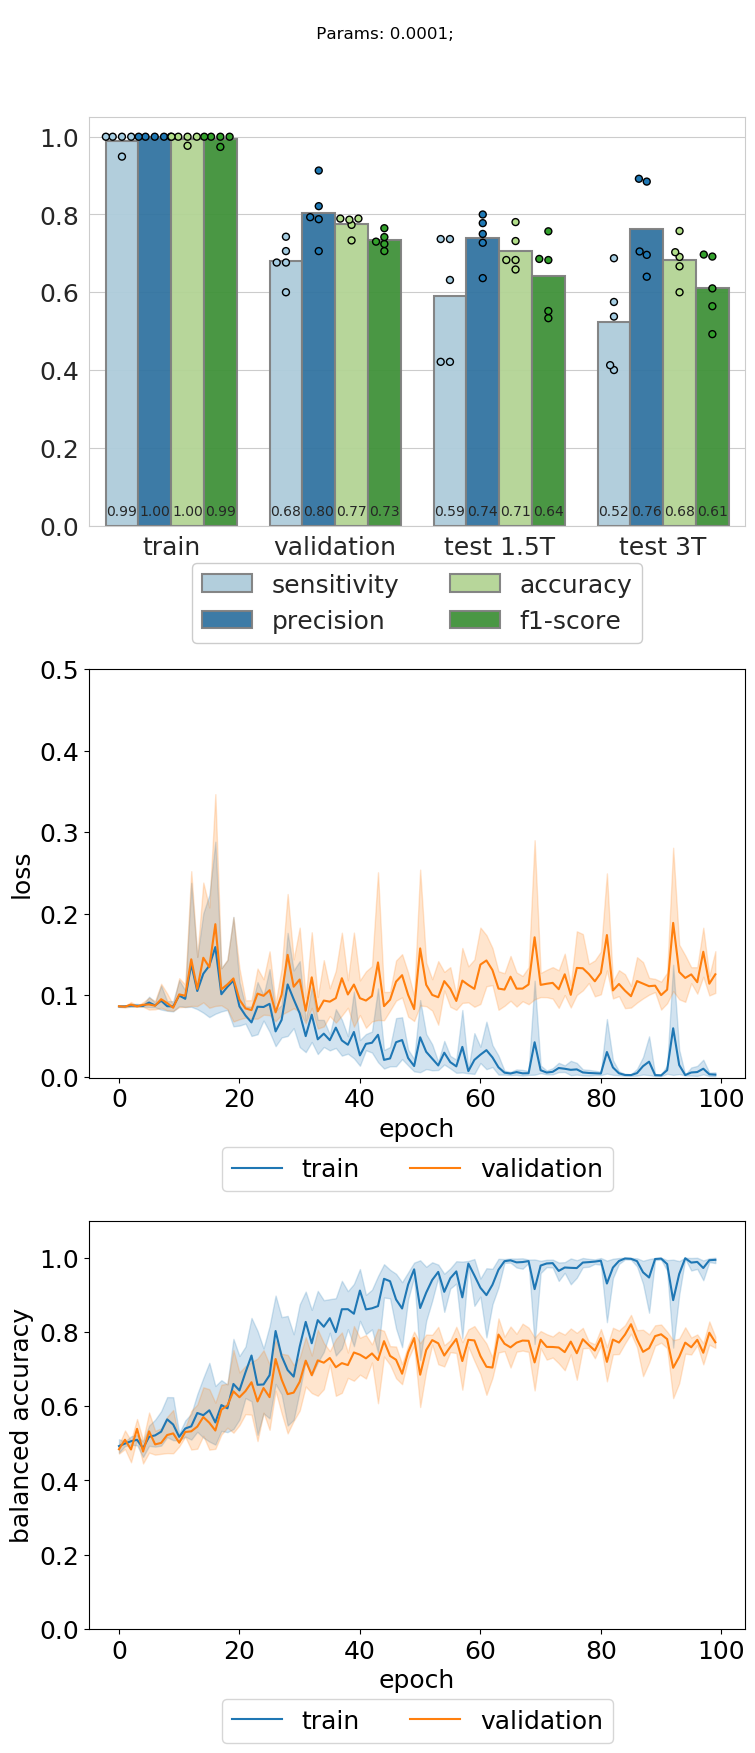 Params: 0.0001;
1.0
0.8
0.6
0.4
0.2
0.0
0.99 1.00 1.00 0.99 0.68 0.80 0.77 0.73 0.59 0.74 0.71 0.64 0.52 0.76 0.68 0.61
train validation test 1.5T test 3T
sensitivity accuracy
precision f1-score
0.5
0.4
0.3
0.2
0.1
0.0
loss
0 20 40 60 80 100
epoch
train validation
1.0
0.8
0.6
0.4
0.2
0.0
balanced accuracy
0 20 40 60 80 100
epoch
train validation